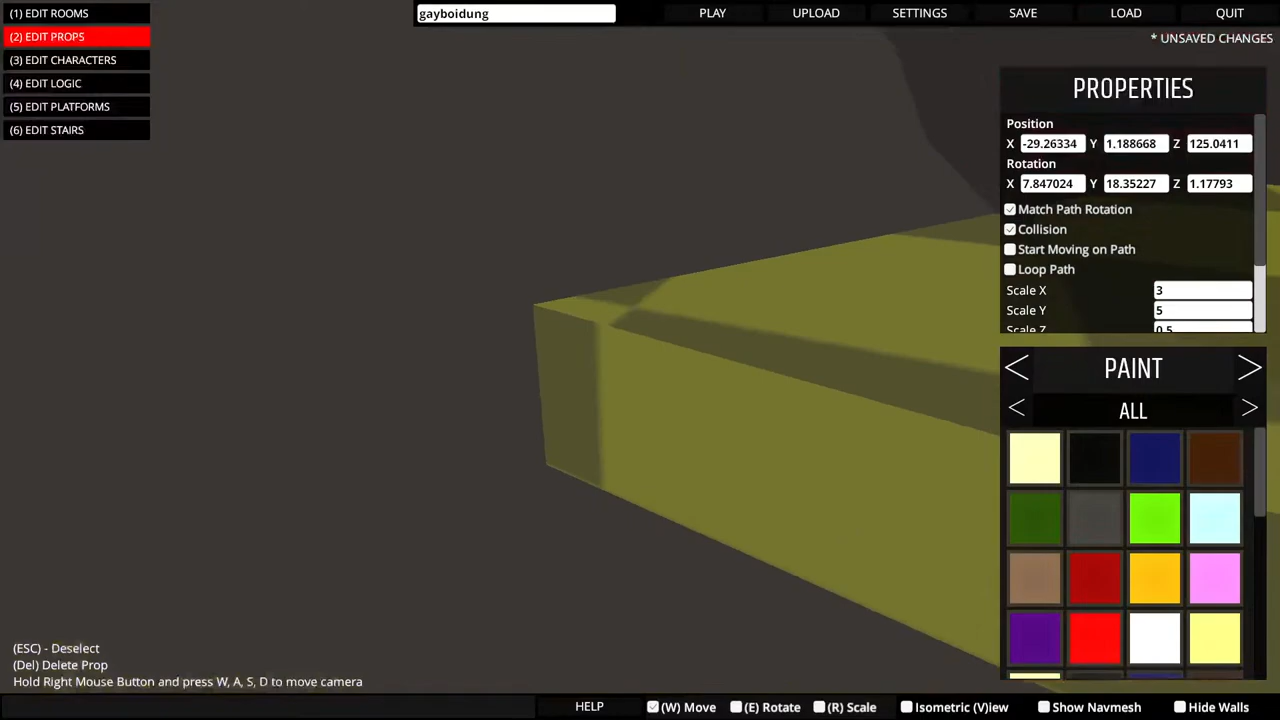 (1) EDIT ROOMS
gayboidung
PLAY
UPLOAD
SETTINGS
SAVE
LOAD
QUIT
(2) EDIT PROPS
* UNSAVED CHANGES
(3) EDIT CHARACTERS
(4) EDIT LOGIC
(5) EDIT PLATFORMS
(6) EDIT STAIRS
PROPERTIES
Position
X -29.26334 Y 1.188668 Z 125.0411
Rotation
X 7.847024 Y 18.35227 Z 1.17793
Match Path Rotation
Collision
Start Moving on Path
Loop Path
Scale X 3
Scale Y 5
Scale Z 0.5
< PAINT >
< ALL >
(ESC) - Deselect
(Del) Delete Prop
Hold Right Mouse Button and press W, A, S, D to move camera
HELP
(W) Move
(E) Rotate
(R) Scale
Isometric (V)iew
Show Navmesh
Hide Walls